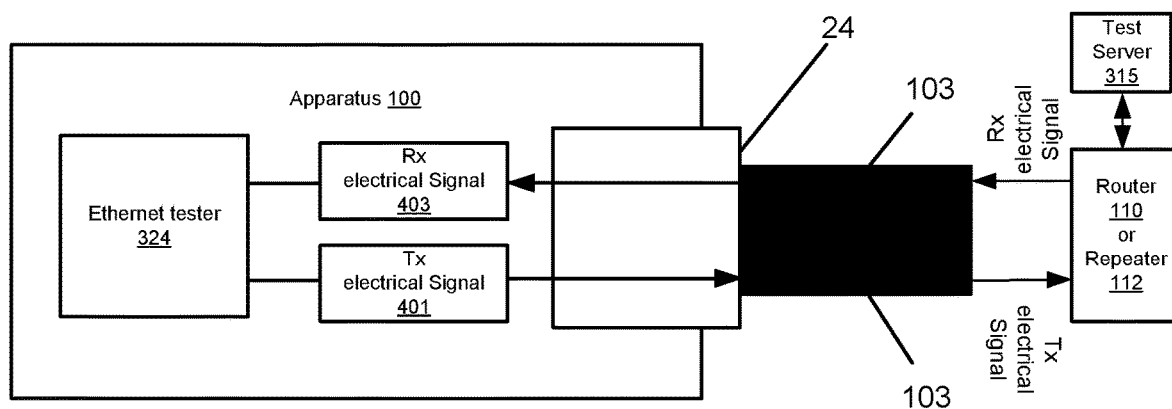 Apparatus 100
Ethernet tester
324
Rx
electrical Signal
403
Tx
electrical Signal
401
24
103
103
Rx
electrical
Signal
Tx
electrical
Signal
Test
Server
315
Router
110
or
Repeater
112